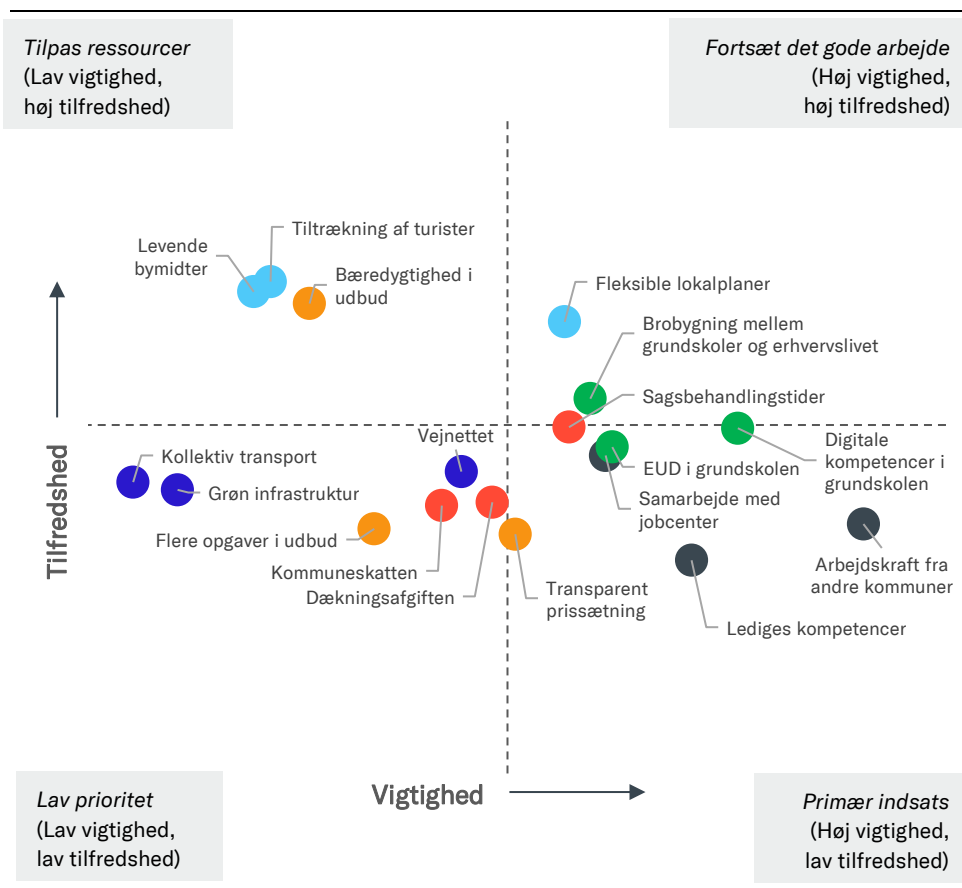 Tilpas ressourcer
(Lav vigtighed,
høj tilfredshed)
Fortsæt det gode arbejde
(Høj vigtighed,
høj tilfredshed)
Levende
bymidter
Tiltrækning af turister
Bæredygtighed i
udbud
Fleksible lokalplaner
Brobygning mellem
grundskoler og erhvervslivet
Sagsbehandlingstider
Vejnettet
Kollektiv transport
Grøn infrastruktur
Flere opgaver i udbud
Kommuneskatten
Dækningsafgiften
EUD i grundskolen
Samarbejde med
jobcenter
Digitale
kompetencer i
grundskolen
Transparent
prissætning
Lediges kompetencer
Arbejdskraft fra
andre kommuner
Tilfredshed
Vigtighed
Lav prioritet
(Lav vigtighed,
lav tilfredshed)
Primær indsats
(Høj vigtighed,
lav tilfredshed)